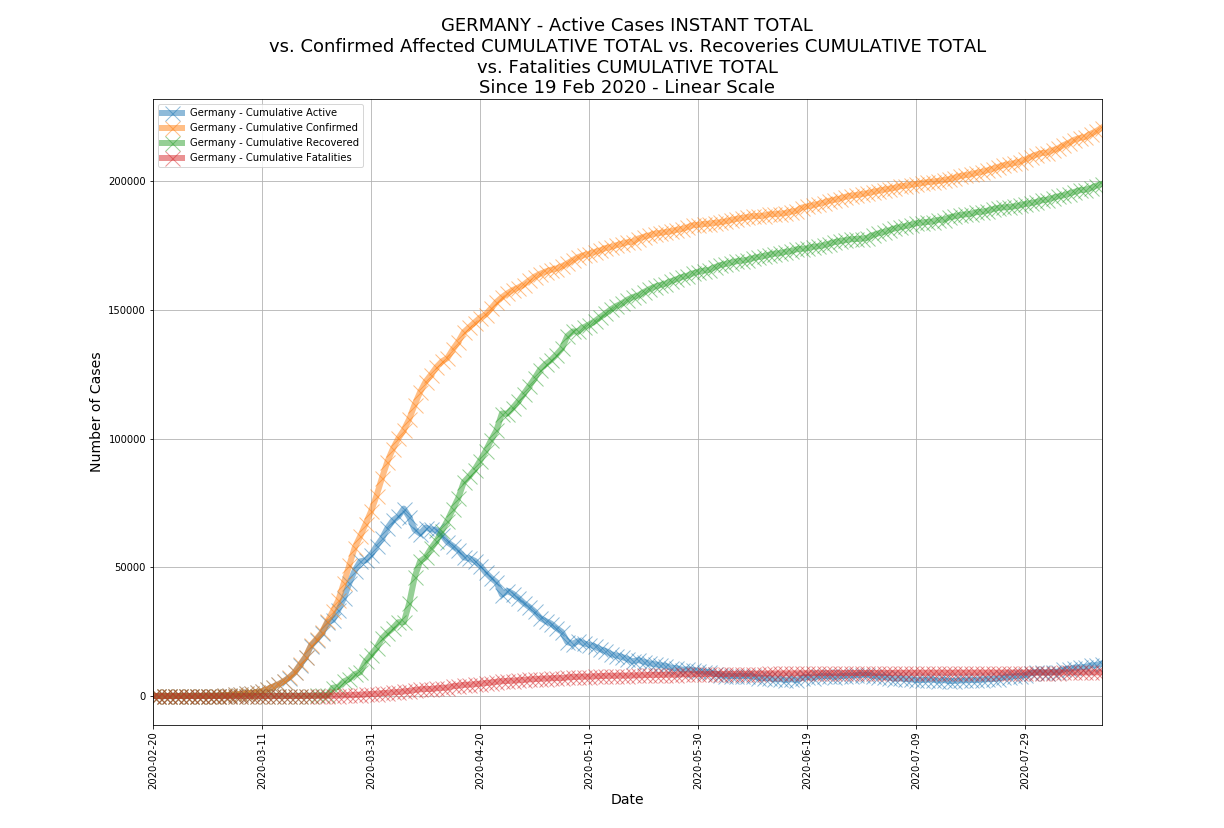 GERMANY - Active Cases INSTANT TOTAL
vs. Confirmed Affected CUMULATIVE TOTAL vs. Recoveries CUMULATIVE TOTAL
vs. Fatalities CUMULATIVE TOTAL
Since 19 Feb 2020 - Linear Scale
Germany - Cumulative Active
Germany - Cumulative Confirmed
Germany - Cumulative Recovered
Germany - Cumulative Fatalities
Number of Cases
200000
150000
100000
50000
0
2020-02-20
2020-03-11
2020-03-31
2020-04-20
2020-05-10
2020-05-30
2020-06-19
2020-07-09
2020-07-29
Date